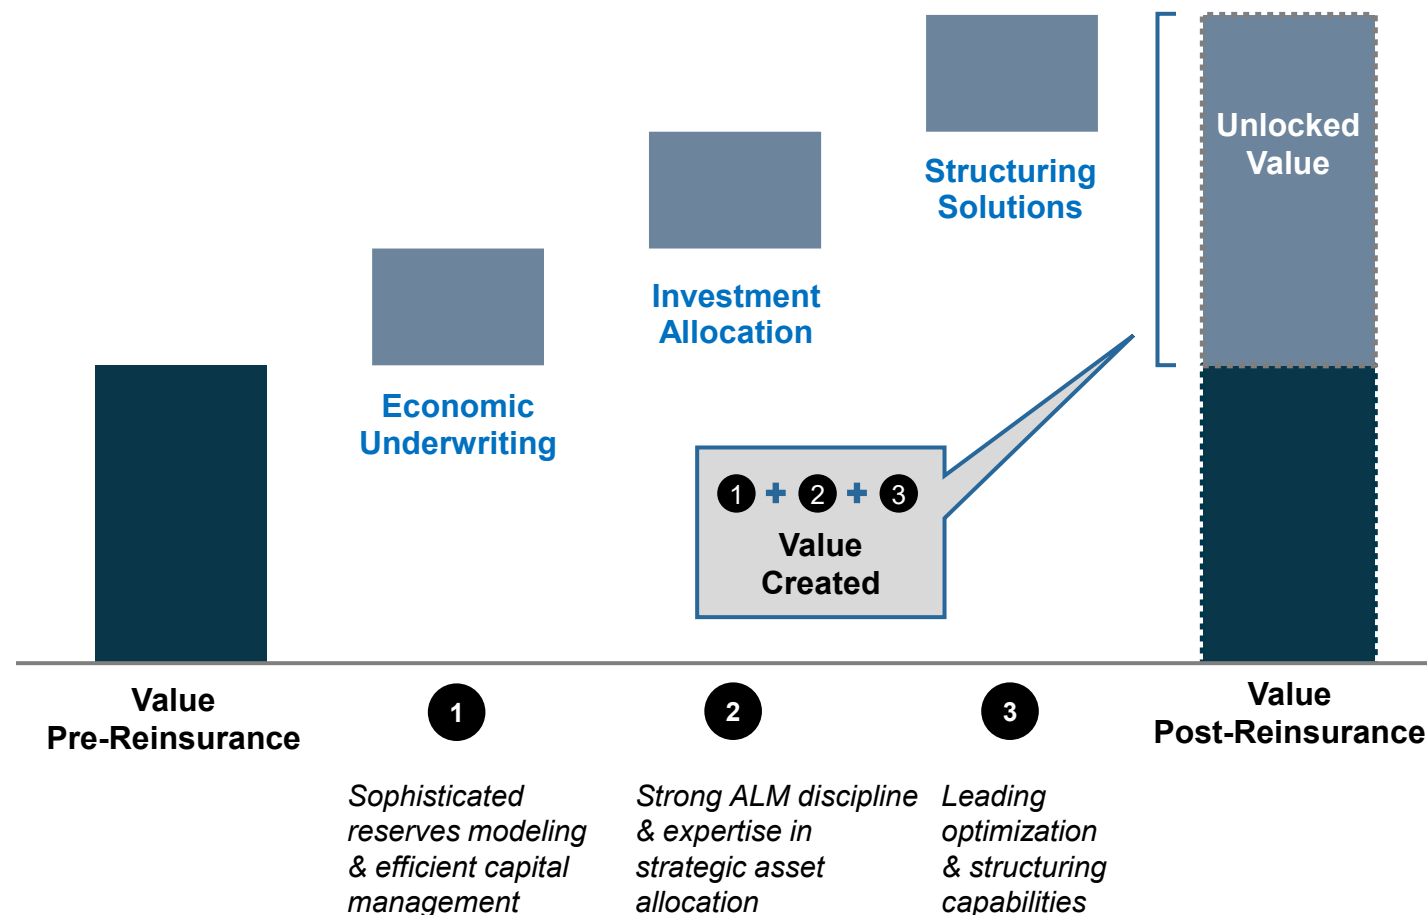 Structuring
Solutions
Unlocked
Value
Investment
Allocation
Economic
Underwriting
1 + 2 + 3
Value
Created
Value
Pre-Reinsurance
1
2
3
Value
Post-Reinsurance
Sophisticated
reserves modeling
& efficient capital
management
Strong ALM discipline
& expertise in
strategic asset
allocation
Leading
optimization
& structuring
capabilities